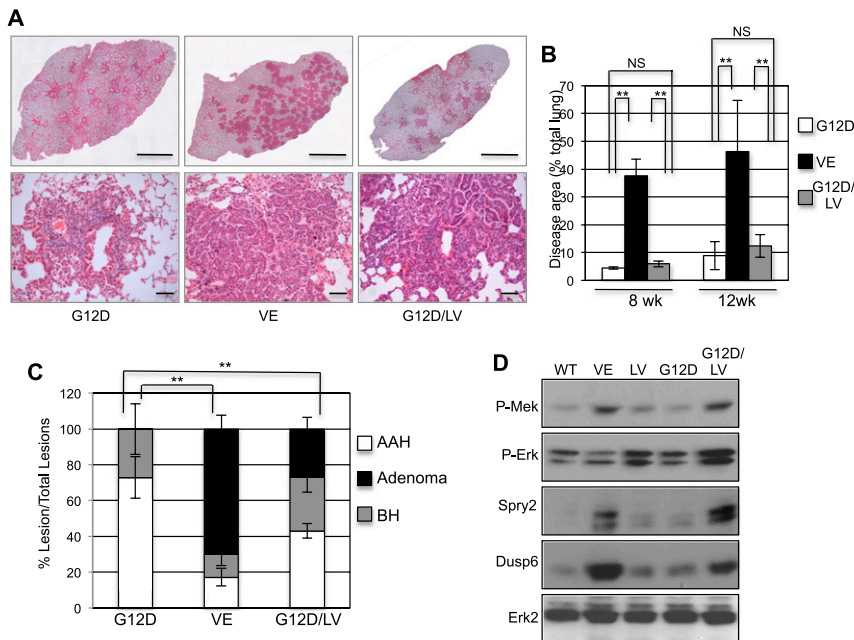 A
G12D
VE
G12D/LV
B
NS
NS
**
**
**
**
Disease area (% total lung)
70
60
50
40
30
20
10
0
8 wk
12wk
G12D
VE
G12D/
LV
C
**
**
% Lesion/Total Lesions
120
100
80
60
40
20
0
G12D
VE
G12D/LV
AAH
Adenoma
BH
D
WT
VE
LV
G12D
G12D/
LV
P-Mek
P-Erk
Spry2
Dusp6
Erk2